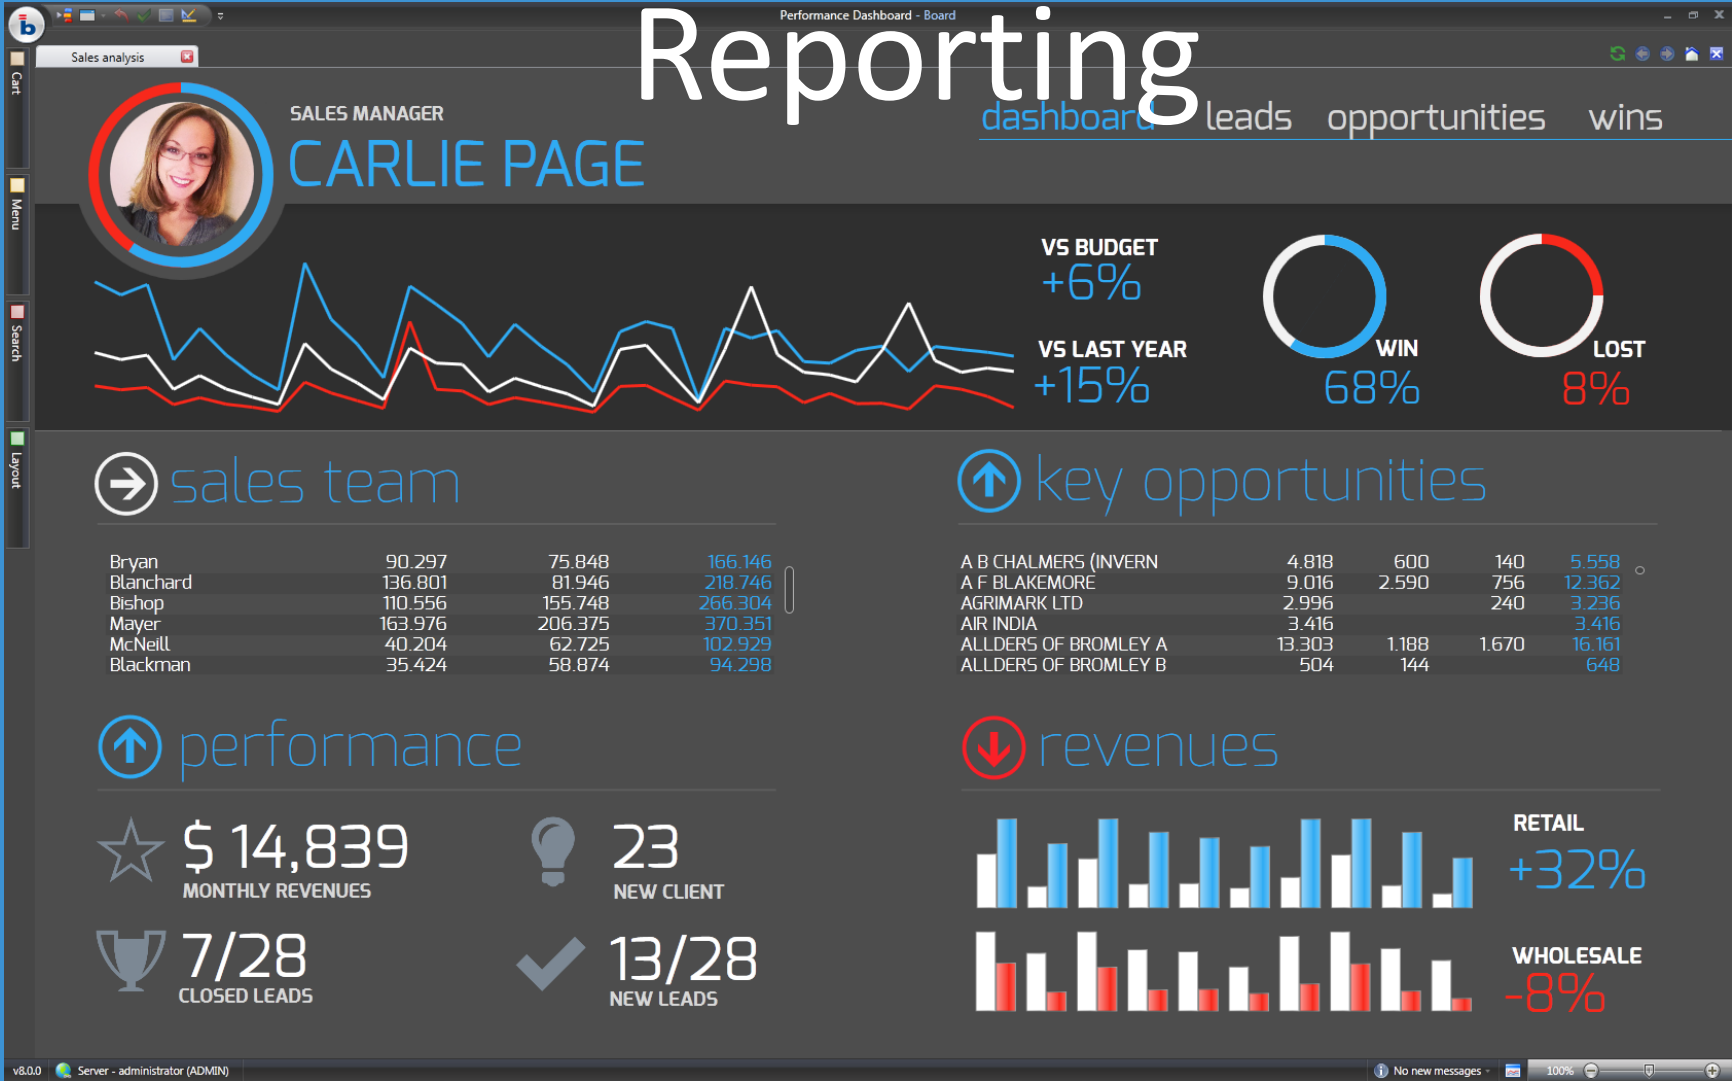 Performance Dashboard - Board
Reporting
Sales analysis
Cart
Menu
Search
Layout
SALES MANAGER
CARLIE PAGE
dashboard leads opportunities wins
VS BUDGET
+6%
VS LAST YEAR
+15%
WIN
68%
LOST
8%
sales team
Bryan 90.297 75.848 166.146
Blanchard 136.801 81.946 218.746
Bishop 110.556 155.748 266.304
Mayer 163.976 206.375 370.351
McNeill 40.204 62.725 102.929
Blackman 35.424 58.874 94.298
key opportunities
A B CHALMERS (INVERN 4.818 600 140 5.558
A F BLAKEMORE 9.016 2.590 756 12.362
AGRIMARK LTD 2.996 240 3.236
AIR INDIA 3.416 3.416
ALLDERS OF BROMLEY A 13.303 1.188 1.670 16.161
ALLDERS OF BROMLEY B 504 144 648
performance
$ 14,839
MONTHLY REVENUES
23
NEW CLIENT
7/28
CLOSED LEADS
13/28
NEW LEADS
revenues
RETAIL
+32%
WHOLESALE
-8%
v8.0.0 Server - administrator (ADMIN) No new messages 100%